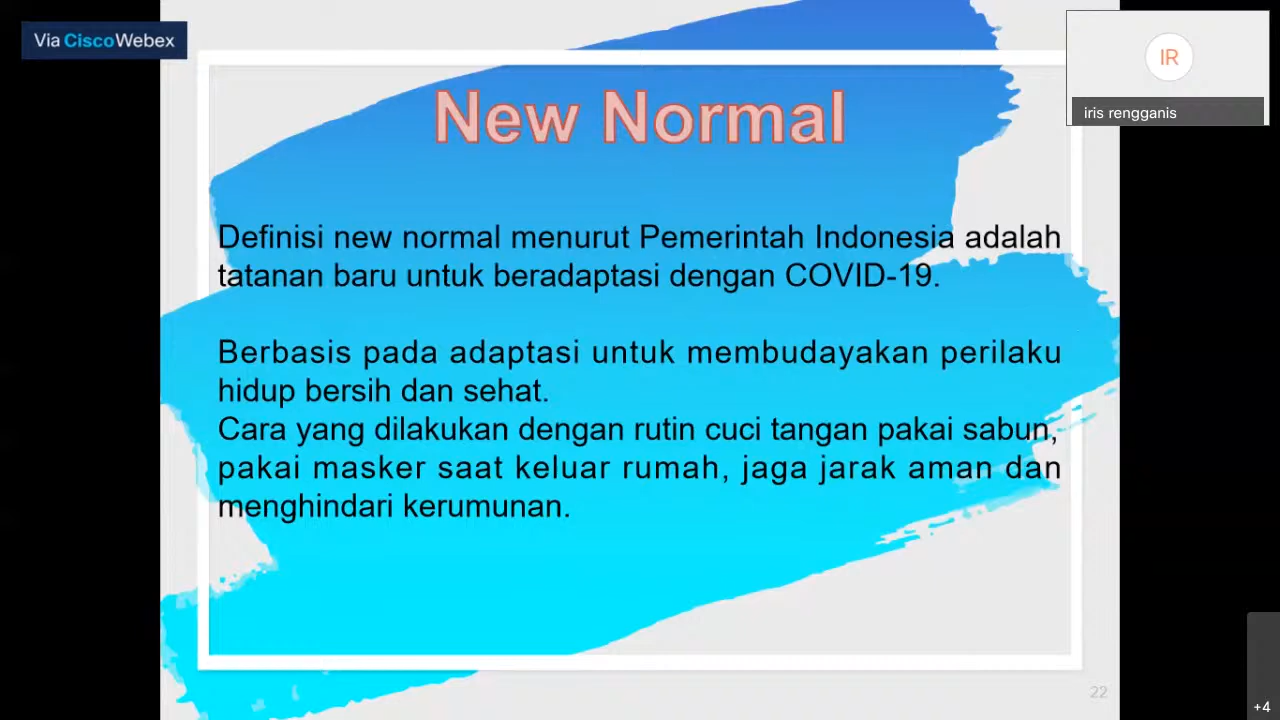 Via Cisco Webex
IR
iris rengganis
New Normal
Definisi new normal menurut Pemerintah Indonesia adalah
tatanan baru untuk beradaptasi dengan COVID-19.
Berbasis pada adaptasi untuk membudayakan perilaku
hidup bersih dan sehat.
Cara yang dilakukan dengan rutin cuci tangan pakai sabun,
pakai masker saat keluar rumah, jaga jarak aman dan
menghindari kerumunan.
22
+4